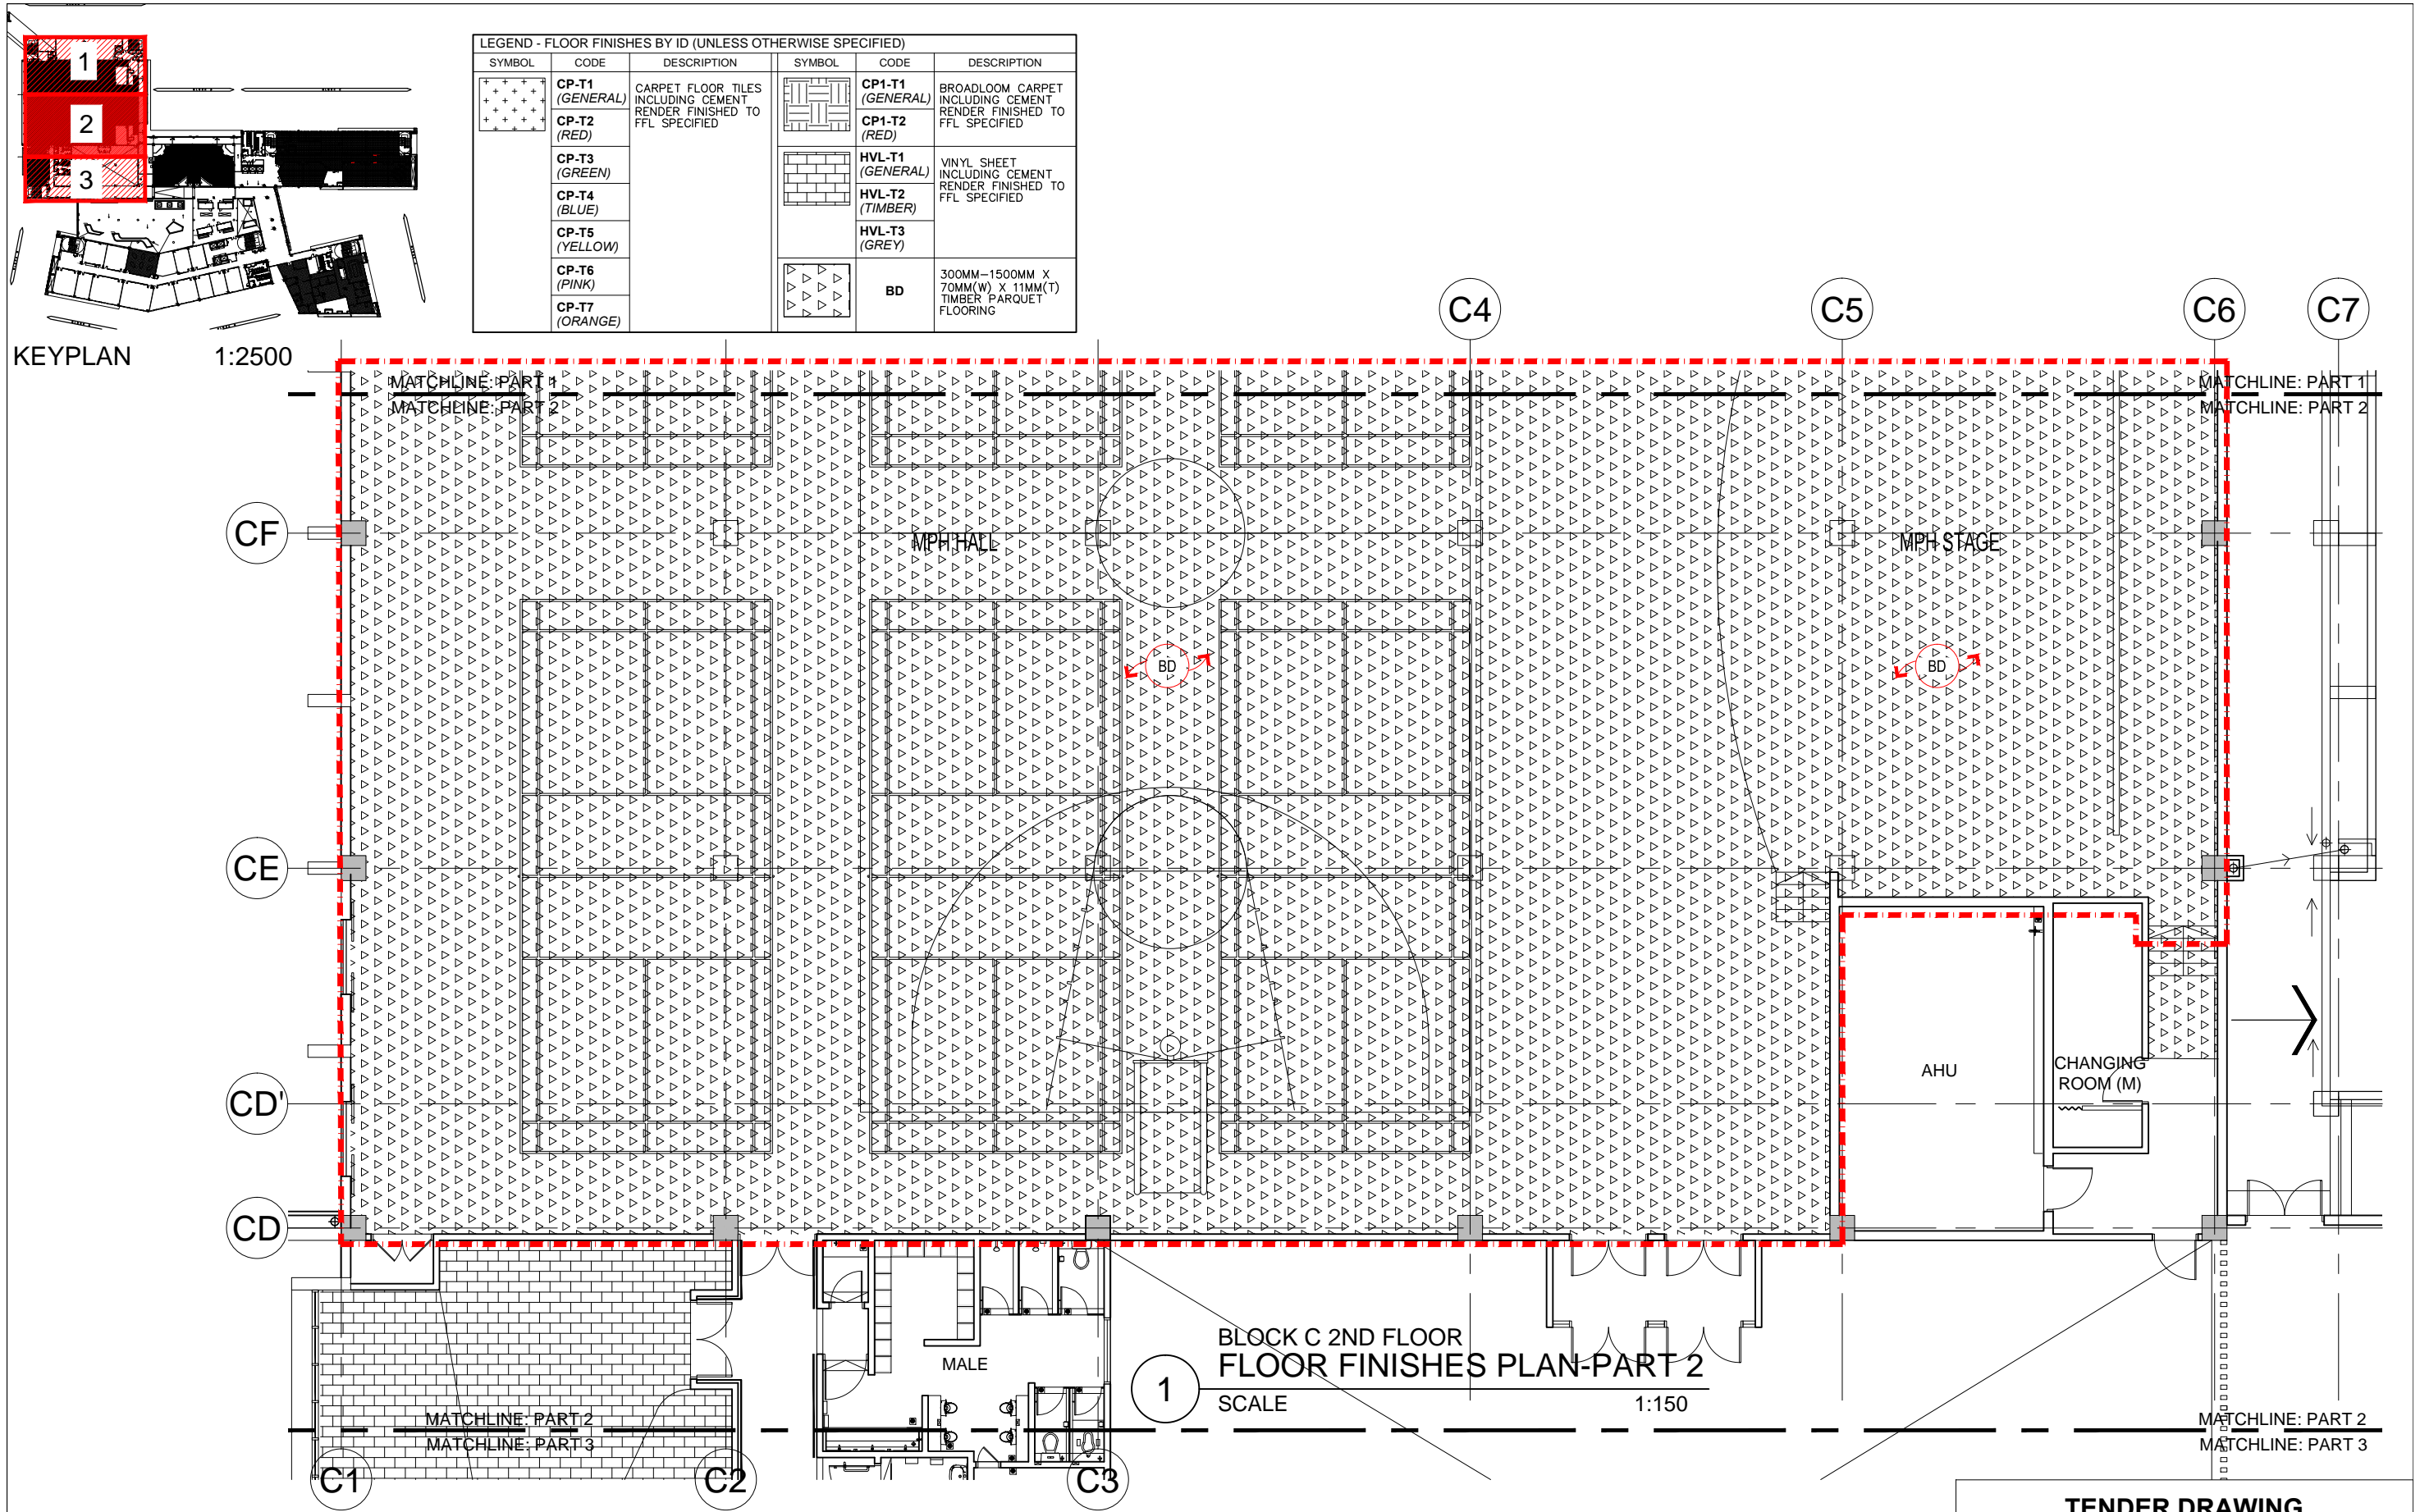 1
2
3
KEYPLAN 1:2500
LEGEND - FLOOR FINISHES BY ID (UNLESS OTHERWISE SPECIFIED)
SYMBOL CODE DESCRIPTION SYMBOL CODE DESCRIPTION
CP-T1
(GENERAL)
CP-T2
(RED)
CP-T3
(GREEN)
CP-T4
(BLUE)
CP-T5
(YELLOW)
CP-T6
(PINK)
CP-T7
(ORANGE)
CARPET FLOOR TILES
INCLUDING CEMENT
RENDER FINISHED TO
FFL SPECIFIED
CP1-T1
(GENERAL)
CP1-T2
(RED)
BROADLOOM CARPET
INCLUDING CEMENT
RENDER FINISHED TO
FFL SPECIFIED
HVL-T1
(GENERAL)
HVL-T2
(TIMBER)
HVL-T3
(GREY)
VINYL SHEET
INCLUDING CEMENT
RENDER FINISHED TO
FFL SPECIFIED
BD
300MM-1500MM X
70MM(W) X 11MM(T)
TIMBER PARQUET
FLOORING
C4 C5 C6 C7
MATCHLINE: PART 1 MATCHLINE: PART 1
MATCHLINE: PART 2 MATCHLINE: PART 2
CF
MPH HALL MPH STAGE
BD BD
CE
AHU
CHANGING
ROOM (M)
CD'
CD
MALE
1
BLOCK C 2ND FLOOR
FLOOR FINISHES PLAN-PART 2
SCALE 1:150
MATCHLINE: PART 2 MATCHLINE: PART 2
MATCHLINE: PART 3 MATCHLINE: PART 3
C1 C2 C3
TENDER DRAWING